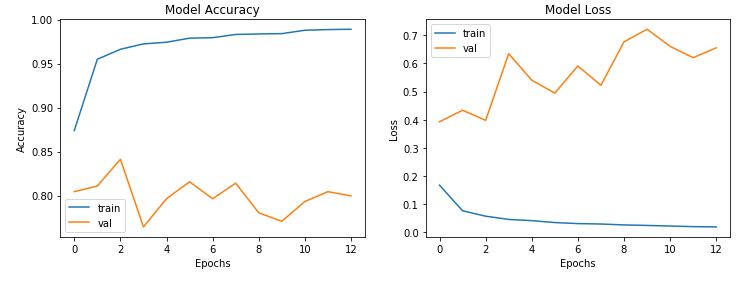 Model Accuracy
Accuracy
1.00
0.95
0.90
0.85
0.80
train
val
0 2 4 6 8 10 12
Epochs
Model Loss
Loss
0.7
0.6
0.5
0.4
0.3
0.2
0.1
0.0
train
val
0 2 4 6 8 10 12
Epochs